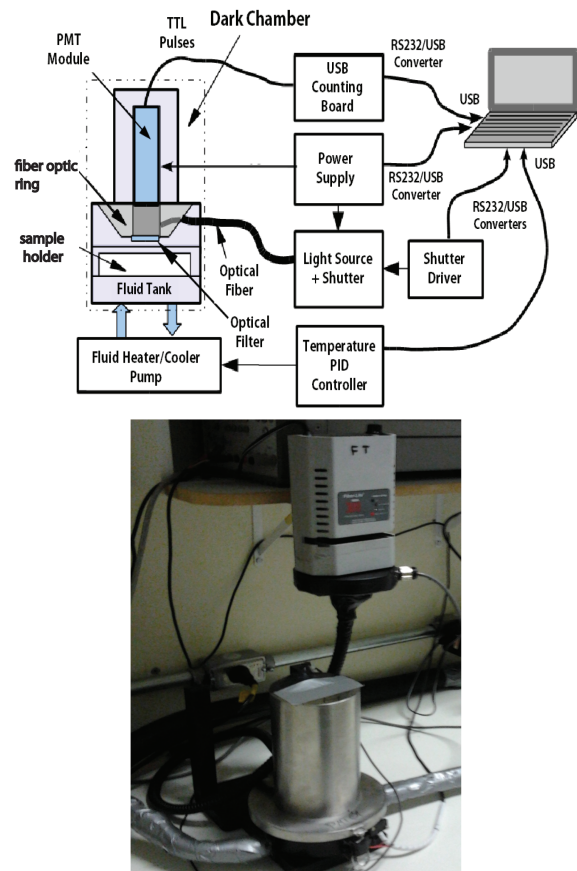 TTL
Pulses
Dark Chamber
PMT
Module
USB
Counting
Board
RS232/USB
Converter
USB
fiber optic
ring
Power
Supply
RS232/USB
Converter
USB
RS232/USB
Converters
sample
holder
Optical
Fiber
Light Source
+ Shutter
Shutter
Driver
Fluid Tank
Optical
Filter
Fluid Heater/Cooler
Pump
Temperature
PID
Controller
FT